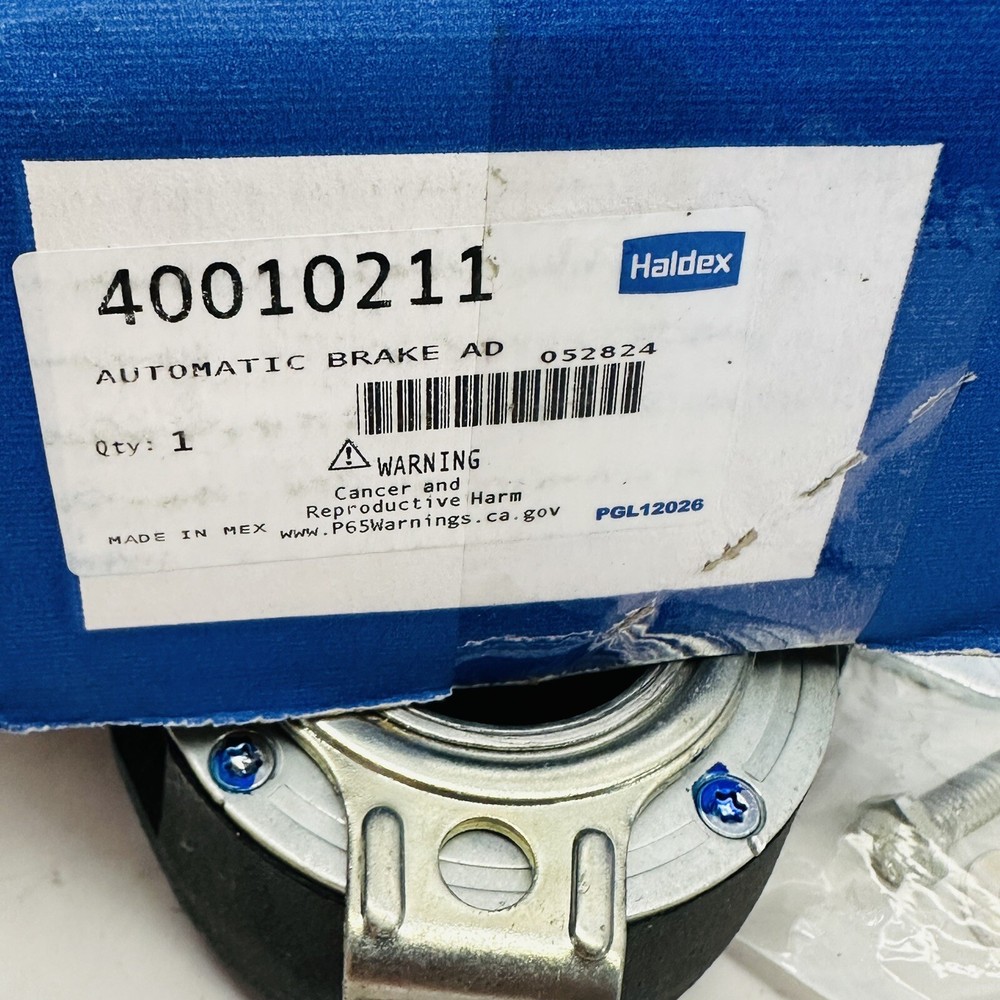 40010211
Haldex
AUTOMATIC BRAKE AD 052824
Qty: 1
WARNING
Cancer and
Reproductive Harm
www.P65Warnings.ca.gov
MADE IN MEX
PGL12026